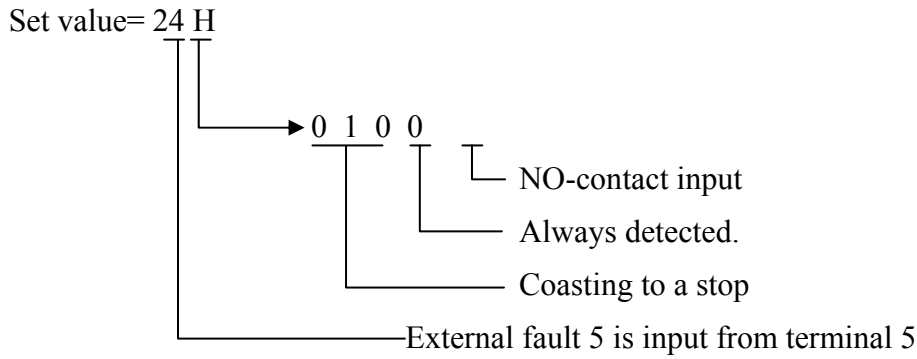 Set value= 24 H
0 1 0 0
NO-contact input
Always detected.
Coasting to a stop
External fault 5 is input from terminal 5